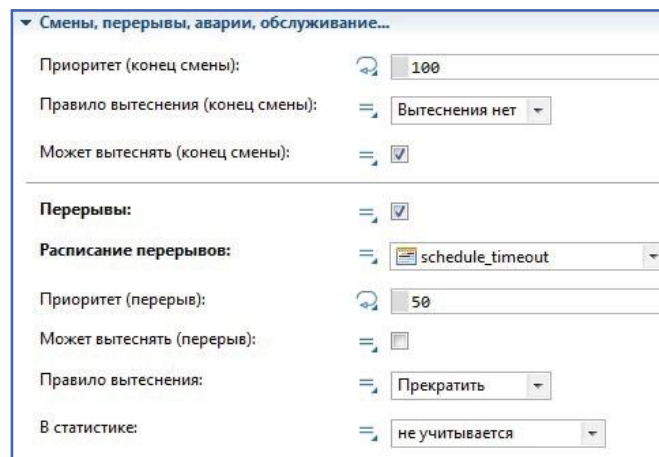 Смены, перерывы, аварии, обслуживание...
Приоритет (конец смены): 100
Правило вытеснения (конец смены): Вытеснения нет
Может вытеснять (конец смены):
Перерывы:
Расписание перерывов: schedule_timeout
Приоритет (перерыв): 50
Может вытеснять (перерыв):
Правило вытеснения: Прекратить
В статистике: не учитывается